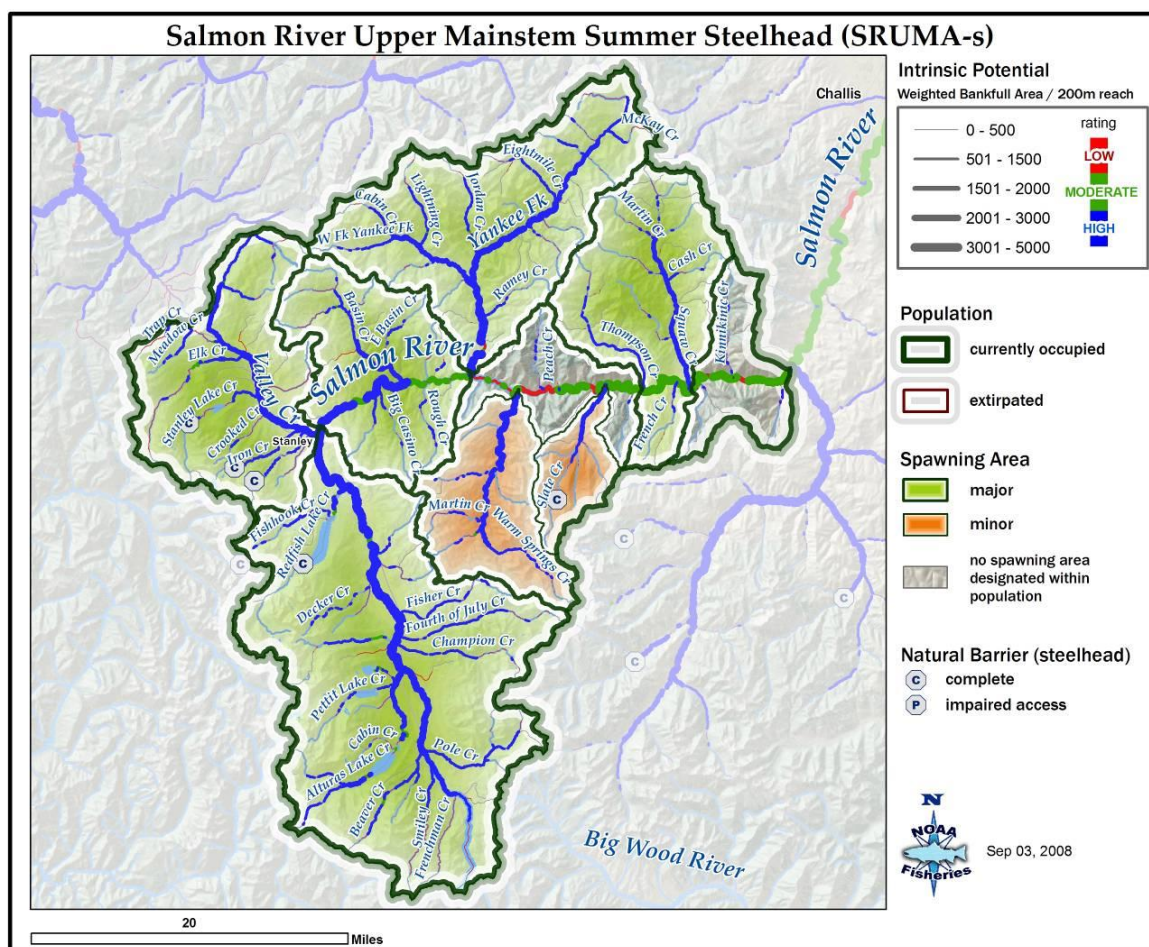 Salmon River Upper Mainstem Summer Steelhead (SRUMA-s)
Challis
McKay Cr
Eightmile Cr
Jordan Cr
Lightning Cr
Cabin Cr
W Fk Yankee Fk
Yankee Fk
Ramey Cr
Martin Cr
Cash Cr
Squaw Cr
Kinnikinic Cr
Thompson Cr
Peach Cr
Salmon River
Basin Cr
E Basin Cr
Salmon River
Trap Cr
Meadow Cr
Elk Cr
Valley Cr
Stanley Lake Cr
Crooked Cr
Iron Cr
Stanley
Big Casino Cr
Rough Cr
French Cr
Slate Cr
Martin Cr
Warm Springs Cr
Fishhook Cr
Redfish Lake Cr
Decker Cr
Fisher Cr
Fourth of July Cr
Champion Cr
Pettit Lake Cr
Cabin Cr
Alturas Lake Cr
Pole Cr
Beaver Cr
Smiley Cr
Frenchman Cr
Big Wood River
C
C
C
C
C
C
C
C
C
20
Miles
Intrinsic Potential
Weighted Bankfull Area / 200m reach
0 - 500
501 - 1500
1501 - 2000
2001 - 3000
3001 - 5000
rating
LOW
MODERATE
HIGH
Population
currently occupied
extirpated
Spawning Area
major
minor
no spawning area
designated within
population
Natural Barrier (steelhead)
C complete
P impaired access
N
NOAA
Fisheries
Sep 03, 2008